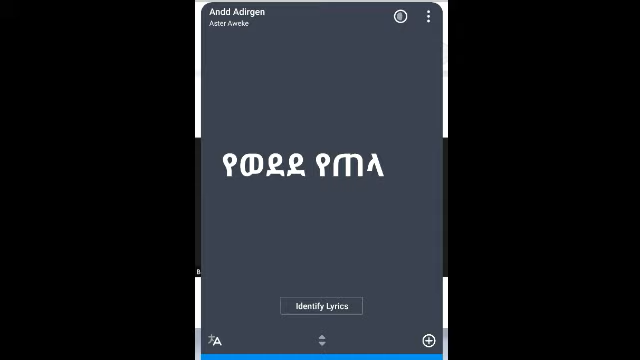 Andd Adirgen
Aster Aweke
የወደደ የጠላ
Identify Lyrics